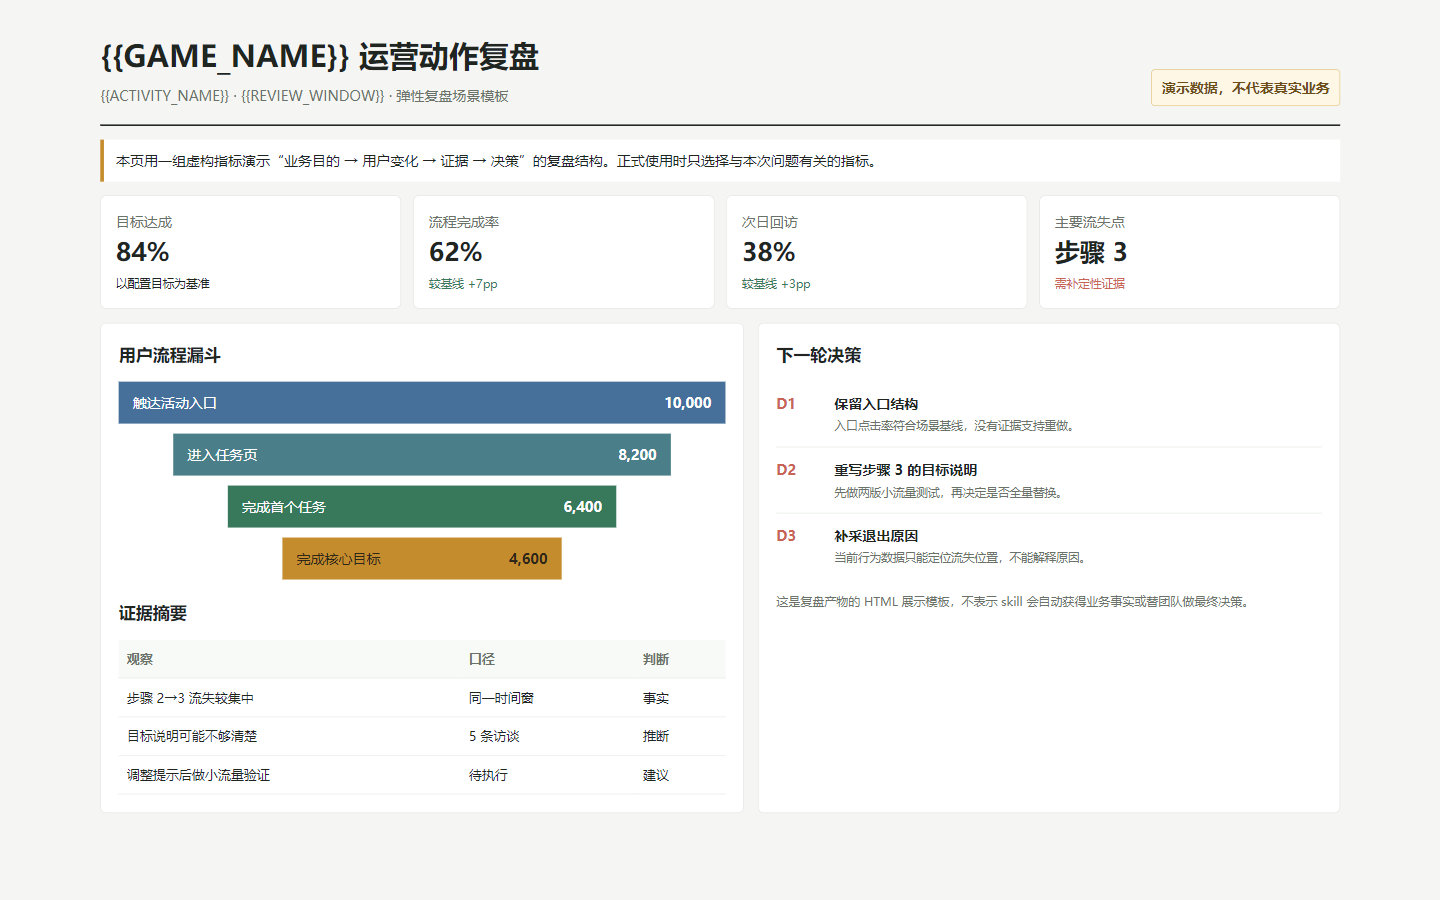 {{GAME_NAME}} 运营动作复盘
{{ACTIVITY_NAME}} · {{REVIEW_WINDOW}} · 弹性复盘场景模板
演示数据，不代表真实业务
本页用一组虚构指标演示“业务目的 → 用户变化 → 证据 → 决策”的复盘结构。正式使用时只选择与本次问题有关的指标。
目标达成
84%
以配置目标为基准
流程完成率
62%
较基线 +7pp
次日回访
38%
较基线 +3pp
主要流失点
步骤 3
需补定性证据
用户流程漏斗
触达活动入口 10,000
进入任务页 8,200
完成首个任务 6,400
完成核心目标 4,600
证据摘要
观察 口径 判断
步骤 2→3 流失较集中 同一时间窗 事实
目标说明可能不够清楚 5 条访谈 推断
调整提示后做小流量验证 待执行 建议
下一轮决策
D1 保留入口结构
入口点击率符合场景基线，没有证据支持重做。
D2 重写步骤 3 的目标说明
先做两版小流量测试，再决定是否全量替换。
D3 补采退出原因
当前行为数据只能定位流失位置，不能解释原因。
这是复盘产物的 HTML 展示模板，不表示 skill 会自动获得业务事实或替团队做最终决策。